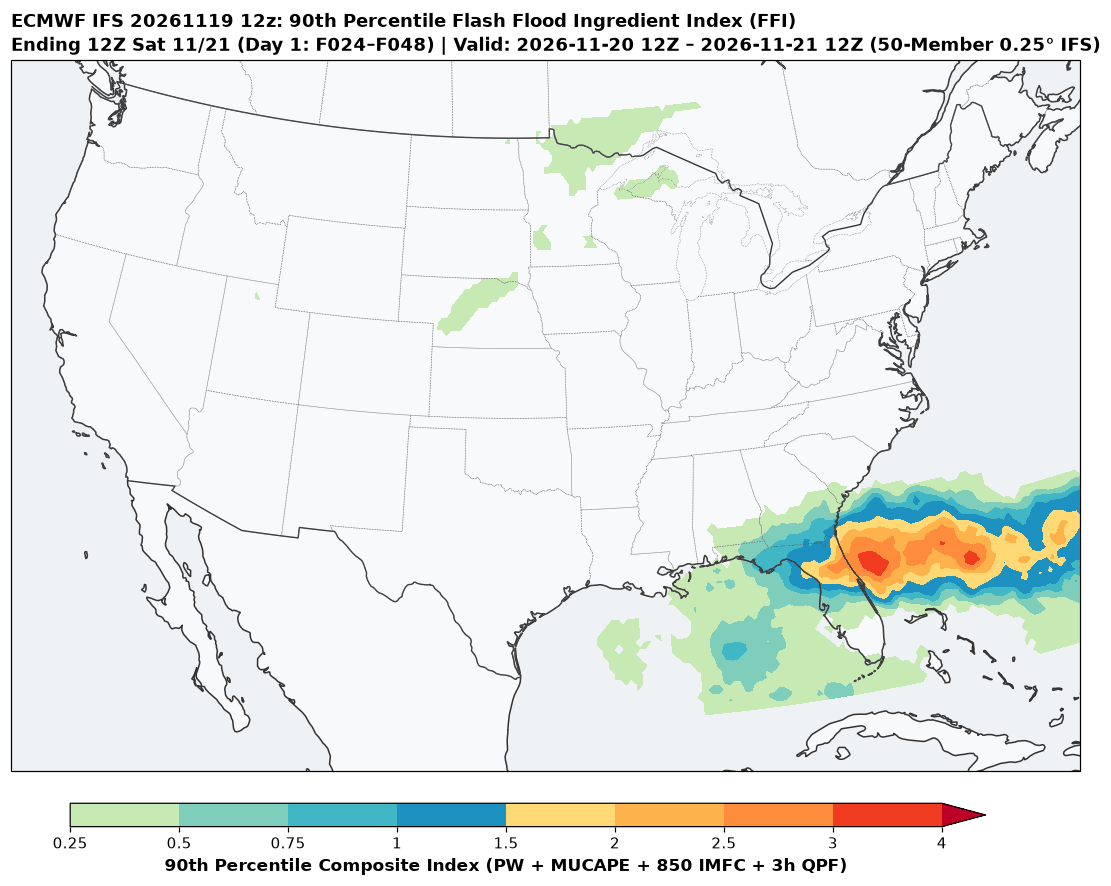 ECMWF IFS 20261119 12z: 90th Percentile Flash Flood Ingredient Index (FFI)
Ending 12Z Sat 11/21 (Day 1: F024–F048) | Valid: 2026-11-20 12Z – 2026-11-21 12Z (50-Member 0.25° IFS)
0.25 0.5 0.75 1 1.5 2 2.5 3 4
90th Percentile Composite Index (PW + MUCAPE + 850 IMFC + 3h QPF)